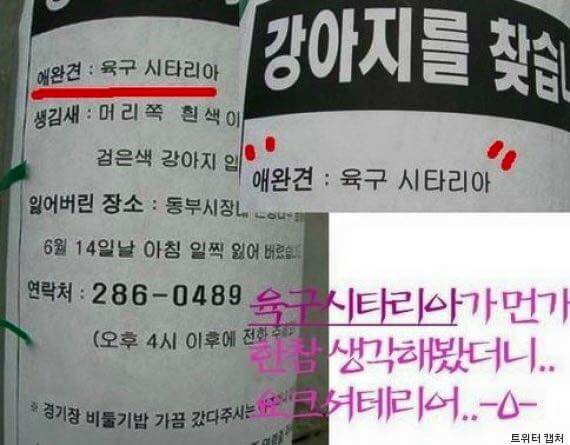 애완견 : 육구 시타리아
생김새 : 머리쪽 흰색이
검은색 강아지 입
잃어버린 장소 : 동부시장
6월 14일날 아침 일찍 잃어 버렸습니
연락처 : 286-0489
(오후 4시 이후에 전화
※ 경기장 비둘기밥 가끔 갔다주시는
강아지를 찾습니
" 애완견 : 육구 시타리아 "
육구시타리아가 먼가
한참 생각해봤더니..
요크셔테리어..-ㅁ-
트위터 캡처